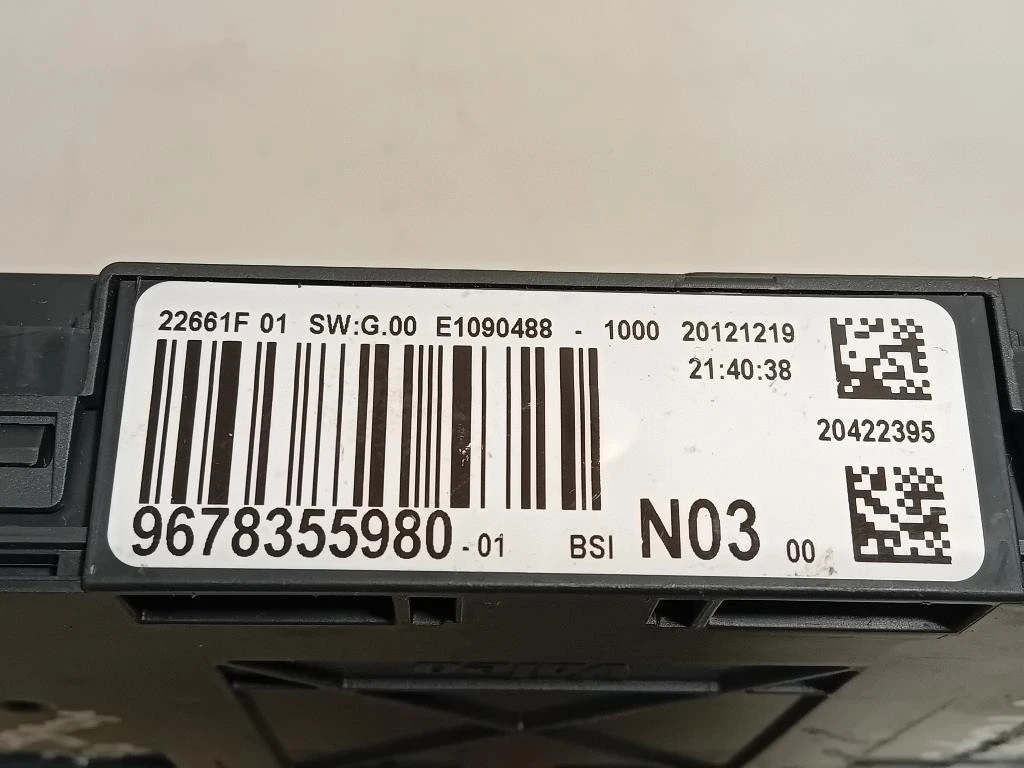 22661F 01 SW:G.00 E1090488 - 1000 20121219
21:40:38
20422395
9678355980 - 01 BSI N03 00